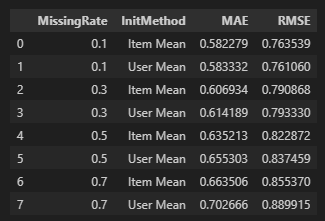 MissingRate InitMethod MAE RMSE
0 0.1 Item Mean 0.582279 0.763539
1 0.1 User Mean 0.583332 0.761060
2 0.3 Item Mean 0.606934 0.790868
3 0.3 User Mean 0.614189 0.793330
4 0.5 Item Mean 0.635213 0.822872
5 0.5 User Mean 0.655303 0.837459
6 0.7 Item Mean 0.663506 0.855370
7 0.7 User Mean 0.702666 0.889915